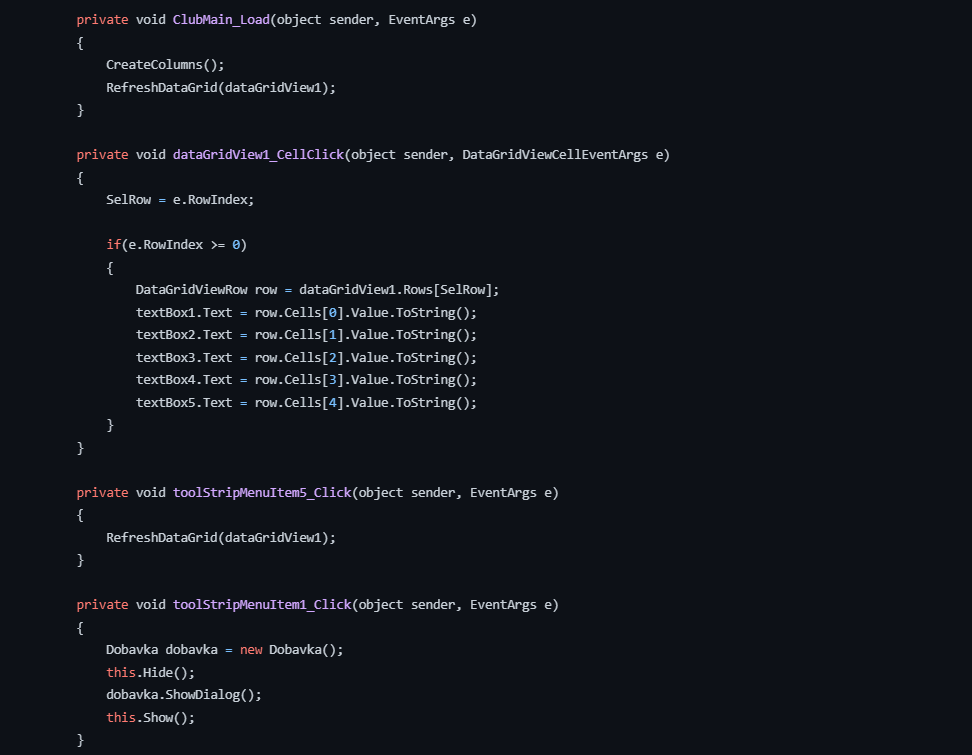 private void ClubMain_Load(object sender, EventArgs e)
{
CreateColumns();
RefreshDataGrid(dataGridView1);
}
private void dataGridView1_CellClick(object sender, DataGridViewCellEventArgs e)
{
SelRow = e.RowIndex;
if(e.RowIndex >= 0)
{
DataGridViewRow row = dataGridView1.Rows[SelRow];
textBox1.Text = row.Cells[0].Value.ToString();
textBox2.Text = row.Cells[1].Value.ToString();
textBox3.Text = row.Cells[2].Value.ToString();
textBox4.Text = row.Cells[3].Value.ToString();
textBox5.Text = row.Cells[4].Value.ToString();
}
}
private void toolStripMenuItem5_Click(object sender, EventArgs e)
{
RefreshDataGrid(dataGridView1);
}
private void toolStripMenuItem1_Click(object sender, EventArgs e)
{
Dobavka dobavka = new Dobavka();
this.Hide();
dobavka.ShowDialog();
this.Show();
}